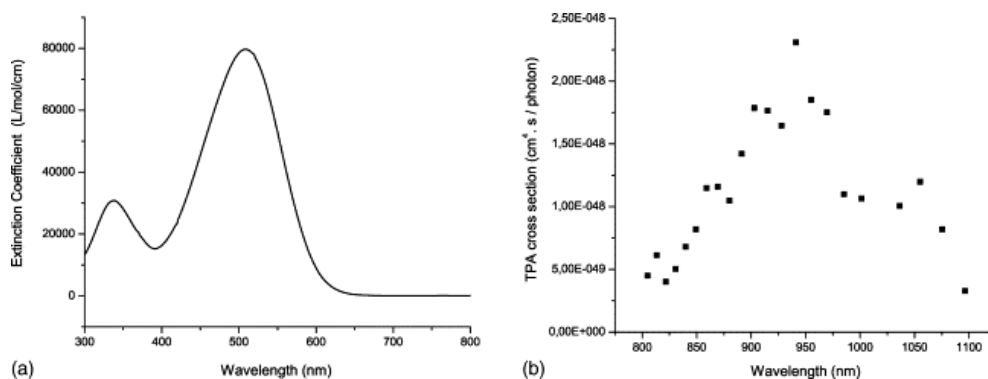 Extinction Coefficient (L/mol/cm)
80000
60000
40000
20000
0
300 400 500 600 700 800
Wavelength (nm)
(a)
TPA cross section (cm⁴. s / photon)
2,50E-048
2,00E-048
1,50E-048
1,00E-048
5,00E-049
0,00E+000
800 850 900 950 1000 1050 1100
Wavelength (nm)
(b)